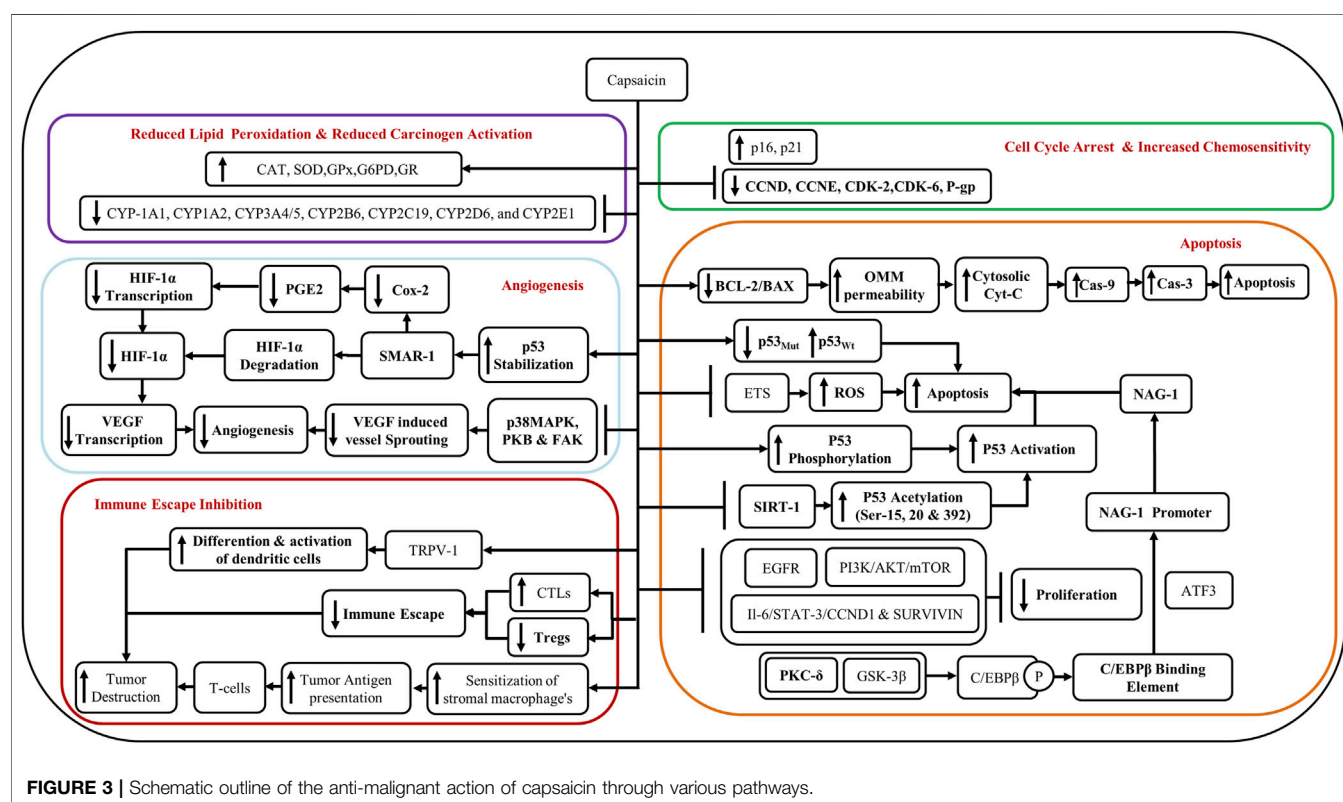 Capsaicin
Reduced Lipid Peroxidation & Reduced Carcinogen Activation
CAT, SOD,GPx,G6PD,GR
CYP-1A1, CYP1A2, CYP3A4/5, CYP2B6, CYP2C19, CYP2D6, and CYP2E1
p16, p21
Cell Cycle Arrest & Increased Chemosensitivity
CCND, CCNE, CDK-2,CDK-6, P-gp
Angiogenesis
HIF-1α
Transcription
PGE2
Cox-2
HIF-1α
HIF-1α
Degradation
SMAR-1
p53
Stabilization
VEGF
Transcription
Angiogenesis
VEGF induced
vessel Sprouting
p38MAPK,
PKB & FAK
Apoptosis
BCL-2/BAX
OMM
permeability
Cytosolic
Cyt-C
Cas-9
Cas-3
Apoptosis
p53Mut
p53Wt
ETS
ROS
Apoptosis
NAG-1
P53
Phosphorylation
P53 Activation
SIRT-1
P53 Acetylation
(Ser-15, 20 & 392)
NAG-1 Promoter
EGFR
PI3K/AKT/mTOR
Il-6/STAT-3/CCND1 & SURVIVIN
Proliferation
ATF3
PKC-δ
GSK-3β
C/EBPβ
P
C/EBPβ Binding
Element
Immune Escape Inhibition
Differention & activation
of dendritic cells
TRPV-1
CTLs
Immune Escape
Tregs
Tumor
Destruction
T-cells
Tumor Antigen
presentation
Sensitization of
stromal macrophage's
FIGURE 3 | Schematic outline of the anti-malignant action of capsaicin through various pathways.